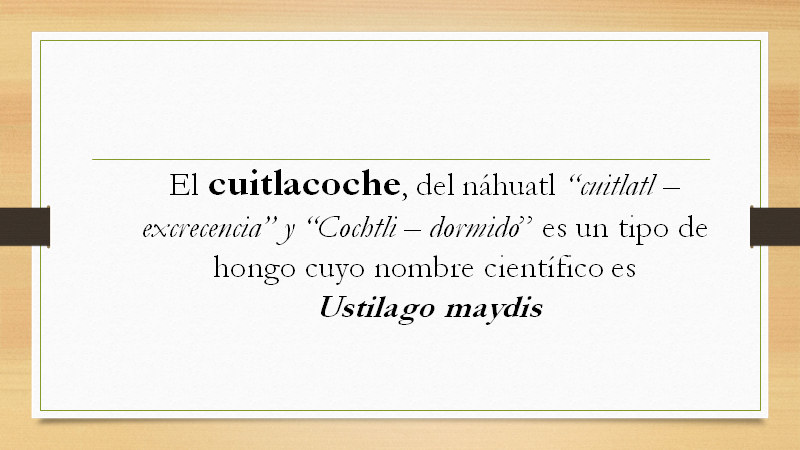 El cuitlacoche, del náhuatl “cuitlatl –
excrecencia” y “Cochtli – dormido” es un tipo de
hongo cuyo nombre científico es
Ustilago maydis